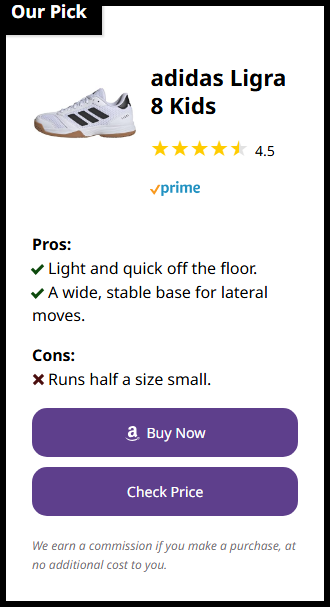 Our Pick
adidas Ligra
8 Kids
4.5
prime
Pros:
Light and quick off the floor.
A wide, stable base for lateral
moves.
Cons:
Runs half a size small.
Buy Now
Check Price
We earn a commission if you make a purchase, at
no additional cost to you.